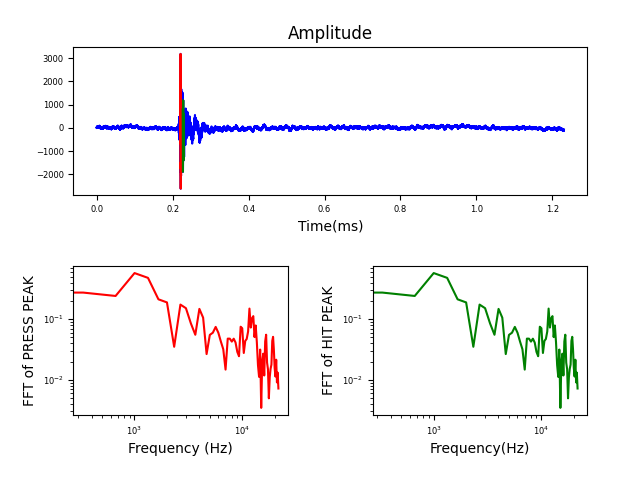 Amplitude
3000
2000
1000
0
−1000
−2000
0.0 0.2 0.4 0.6 0.8 1.0 1.2
Time(ms)
FFT of PRESS PEAK
10⁻¹
10⁻²
10³ 10⁴
Frequency (Hz)
FFT of HIT PEAK
10⁻¹
10⁻²
10³ 10⁴
Frequency(Hz)